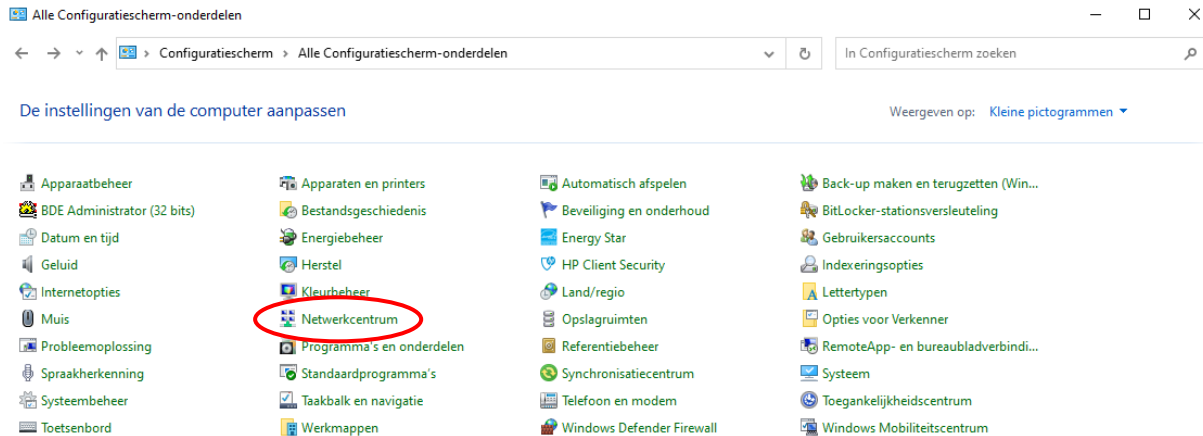 Alle Configuratiescherm-onderdelen
Configuratiescherm > Alle Configuratiescherm-onderdelen
In Configuratiescherm zoeken
De instellingen van de computer aanpassen
Weergeven op: Kleine pictogrammen
Apparaatbeheer Apparaten en printers Automatisch afspelen Back-up maken en terugzetten (Win...
BDE Administrator (32 bits) Bestandsgeschiedenis Beveiliging en onderhoud BitLocker-stationsversleuteling
Datum en tijd Energiebeheer Energy Star Gebruikersaccounts
Geluid Herstel HP Client Security Indexeringsopties
Internetopties Kleurbeheer Land/regio Lettertypen
Muis Netwerkcentrum Opslagruimten Opties voor Verkenner
Probleemoplossing Programma's en onderdelen Referentiebeheer RemoteApp- en bureaubladverbindi...
Spraakherkenning Standaardprogramma's Synchronisatiecentrum Systeem
Systeembeheer Taakbalk en navigatie Telefoon en modem Toegankelijkheidscentrum
Toetsenbord Werkmappen Windows Defender Firewall Windows Mobiliteitscentrum